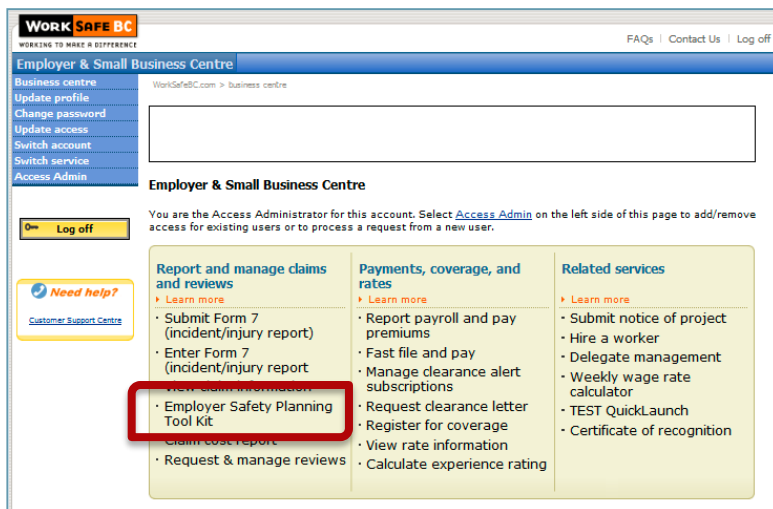 WORK SAFE BC
WORKING TO MAKE A DIFFERENCE
FAQs | Contact Us | Log off
Employer & Small Business Centre
Business centre
Update profile
Change password
Update access
Switch account
Switch service
Access Admin
Log off
Need help?
Customer Support Centre
WorkSafeBC.com > business centre
Employer & Small Business Centre
You are the Access Administrator for this account. Select Access Admin on the left side of this page to add/remove
access for existing users or to process a request from a new user.
Report and manage claims
and reviews
Learn more
· Submit Form 7
(incident/injury report)
· Enter Form 7
(incident/injury report
View claim information
· Employer Safety Planning
Tool Kit
Claim cost report
· Request & manage reviews
Payments, coverage, and
rates
Learn more
· Report payroll and pay
premiums
· Fast file and pay
· Manage clearance alert
subscriptions
· Request clearance letter
· Register for coverage
· View rate information
· Calculate experience rating
Related services
Learn more
· Submit notice of project
· Hire a worker
· Delegate management
· Weekly wage rate
calculator
· TEST QuickLaunch
· Certificate of recognition